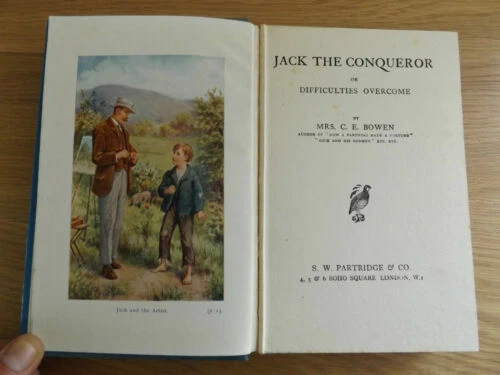 Jack and the Artist.
[p. 13
JACK THE CONQUEROR
OR
DIFFICULTIES OVERCOME
BY
MRS. C. E. BOWEN
AUTHOR OF "HOW A FARTHING MADE A FORTUNE"
"DICK AND HIS DONKEY" ETC. ETC.
S. W. PARTRIDGE & CO.
4, 5 & 6 SOHO SQUARE LONDON, W.1